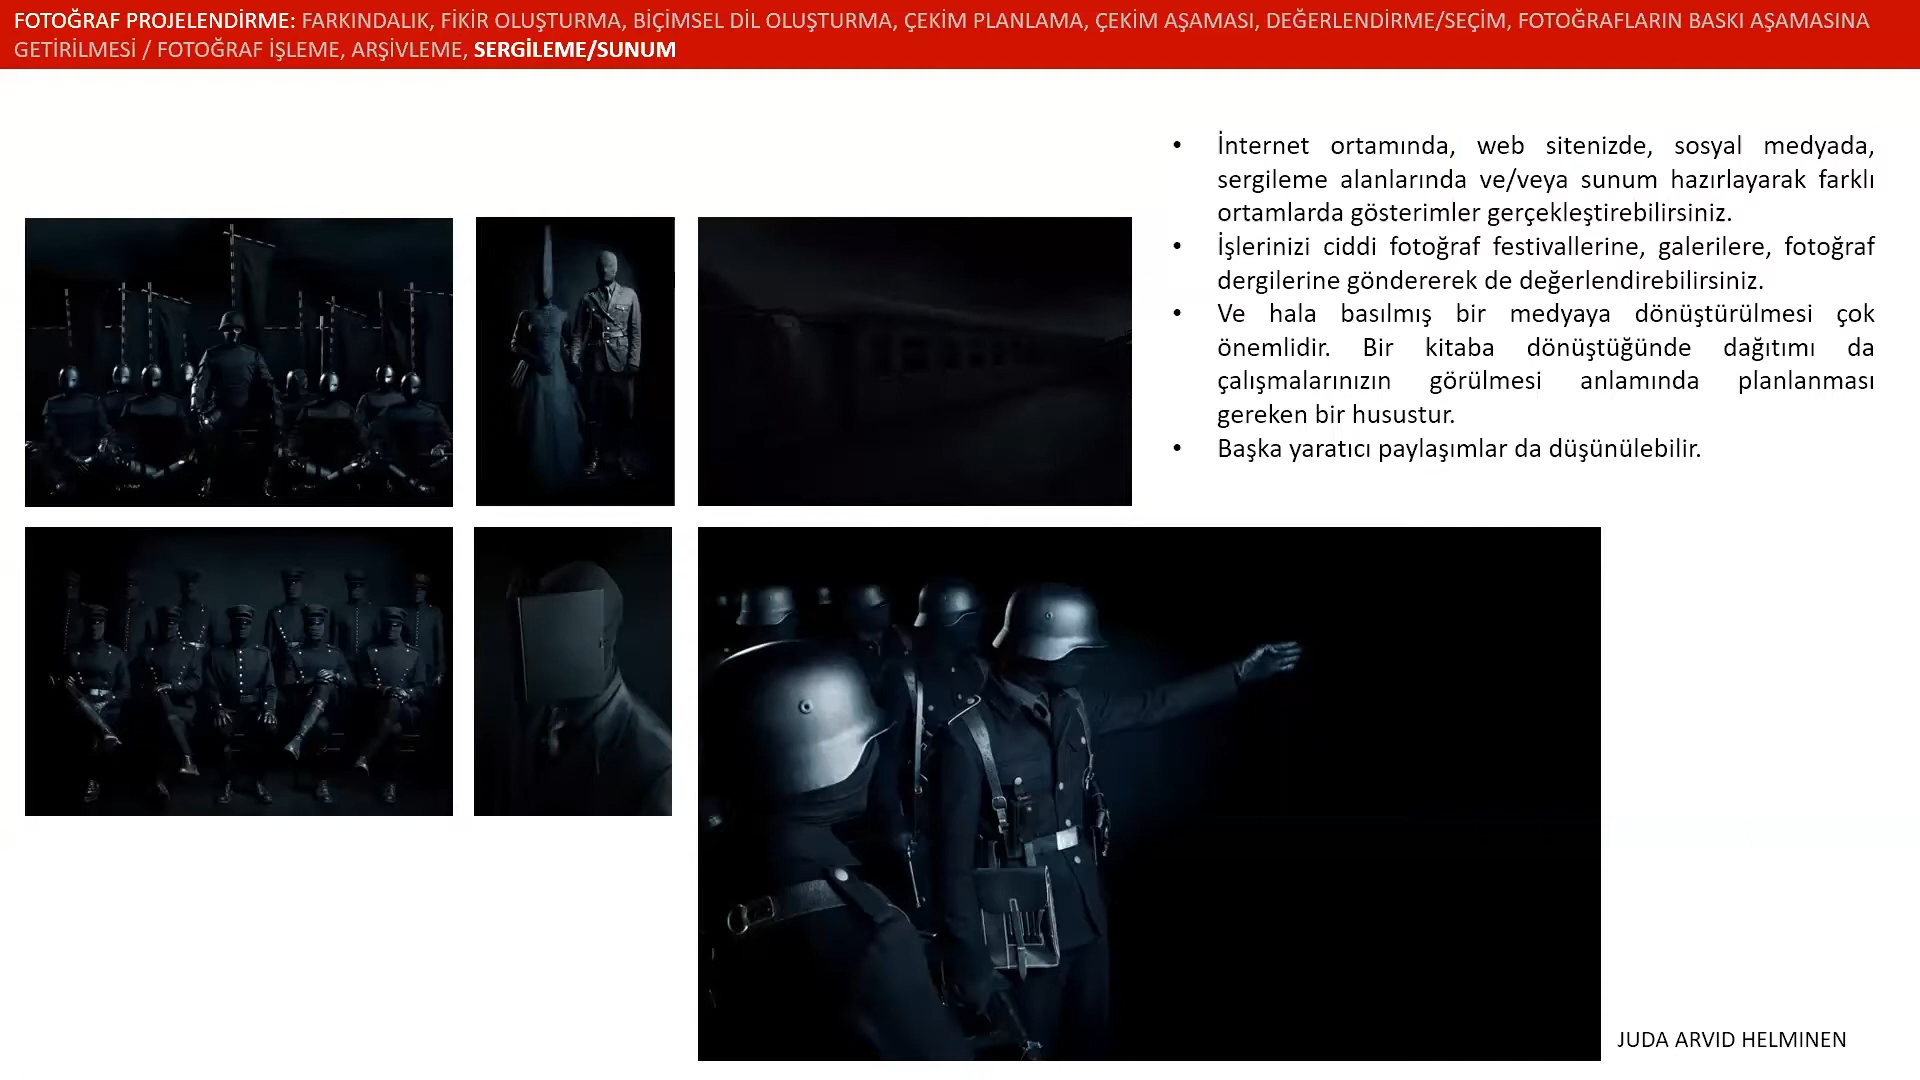 FOTOĞRAF PROJELENDİRME: FARKINDALIK, FİKİR OLUŞTURMA, BİÇİMSEL DİL OLUŞTURMA, ÇEKİM PLANLAMA, ÇEKİM AŞAMASI, DEĞERLENDİRME/SEÇİM, FOTOĞRAFLARIN BASKI AŞAMASINA
GETİRİLMESİ / FOTOĞRAF İŞLEME, ARŞİVLEME, SERGİLEME/SUNUM
• İnternet ortamında, web sitenizde, sosyal medyada,
sergileme alanlarında ve/veya sunum hazırlayarak farklı
ortamlarda gösterimler gerçekleştirebilirsiniz.
• İşlerinizi ciddi fotoğraf festivallerine, galerilere, fotoğraf
dergilerine göndererek de değerlendirebilirsiniz.
• Ve hala basılmış bir medyaya dönüştürülmesi çok
önemlidir. Bir kitaba dönüştüğünde dağıtımı da
çalışmalarınızın görülmesi anlamında planlanması
gereken bir husustur.
• Başka yaratıcı paylaşımlar da düşünülebilir.
JUDA ARVID HELMINEN